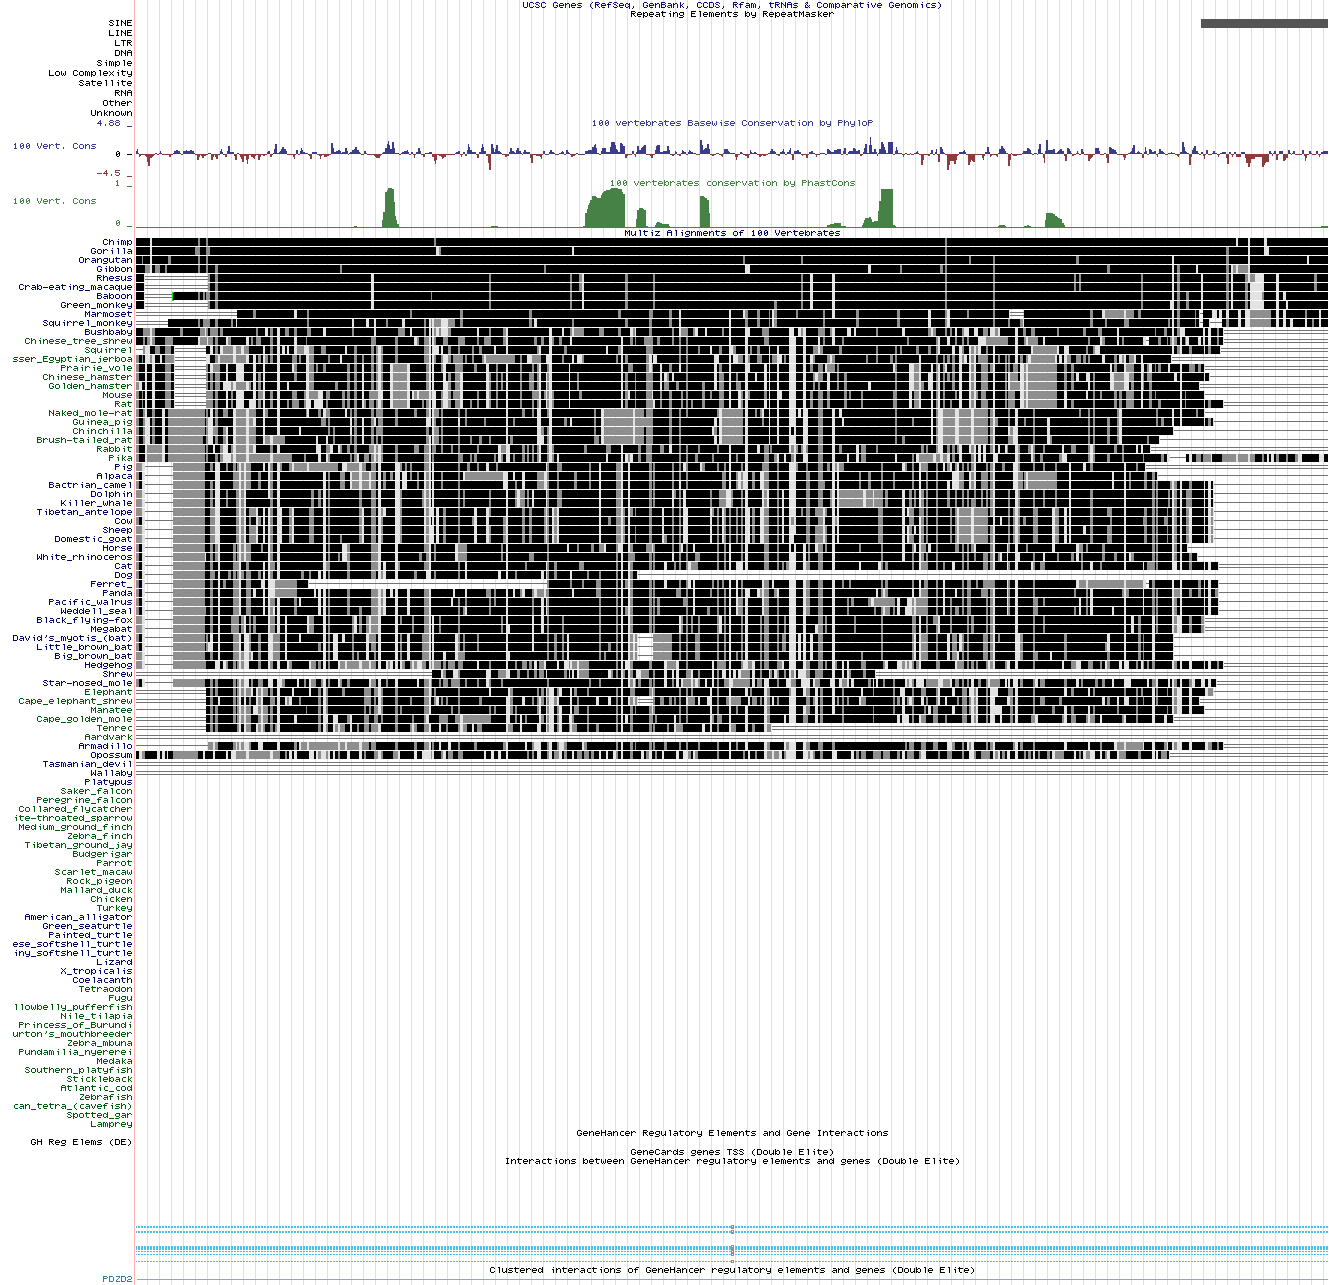 UCSC Genes (RefSeq, GenBank, CCDS, Rfam, tRNAs & Comparative Genomics)
Repeating Elements by RepeatMasker
SINE
LINE
LTR
DNA
Simple
Low Complexity
Satellite
RNA
Other
Unknown
4.88 _
100 vertebrates Basewise Conservation by PhyloP
100 Vert. Cons
0 –
-4.5 _
100 vertebrates conservation by PhastCons
1 _
100 Vert. Cons
0 _
Multiz Alignments of 100 Vertebrates
Chimp
Gorilla
Orangutan
Gibbon
Rhesus
Crab-eating_macaque
Baboon
Green_monkey
Marmoset
Squirrel_monkey
Bushbaby
Chinese_tree_shrew
Squirrel
sser_Egyptian_jerboa
Prairie_vole
Chinese_hamster
Golden_hamster
Mouse
Rat
Naked_mole-rat
Guinea_pig
Chinchilla
Brush-tailed_rat
Rabbit
Pika
Pig
Alpaca
Bactrian_camel
Dolphin
Killer_whale
Tibetan_antelope
Cow
Sheep
Domestic_goat
Horse
White_rhinoceros
Cat
Dog
Ferret_
Panda
Pacific_walrus
Weddell_seal
Black_flying-fox
Megabat
David's_myotis_(bat)
Little_brown_bat
Big_brown_bat
Hedgehog
Shrew
Star-nosed_mole
Elephant
Cape_elephant_shrew
Manatee
Cape_golden_mole
Tenrec
Aardvark
Armadillo
Opossum
Tasmanian_devil
Wallaby
Platypus
Saker_falcon
Peregrine_falcon
Collared_flycatcher
ite-throated_sparrow
Medium_ground_finch
Zebra_finch
Tibetan_ground_jay
Budgerigar
Parrot
Scarlet_macaw
Rock_pigeon
Mallard_duck
Chicken
Turkey
American_alligator
Green_seaturtle
Painted_turtle
ese_softshell_turtle
iny_softshell_turtle
Lizard
X_tropicalis
Coelacanth
Tetraodon
Fugu
llowbelly_pufferfish
Nile_tilapia
Princess_of_Burundi
urton's_mouthbreeder
Zebra_mbuna
Pundamilia_nyererei
Medaka
Southern_platyfish
Stickleback
Atlantic_cod
Zebrafish
can_tetra_(cavefish)
Spotted_gar
Lamprey
GeneHancer Regulatory Elements and Gene Interactions
GH Reg Elems (DE)
GeneCards genes TSS (Double Elite)
Interactions between GeneHancer regulatory elements and genes (Double Elite)
Clustered interactions of GeneHancer regulatory elements and genes (Double Elite)
PDZD2